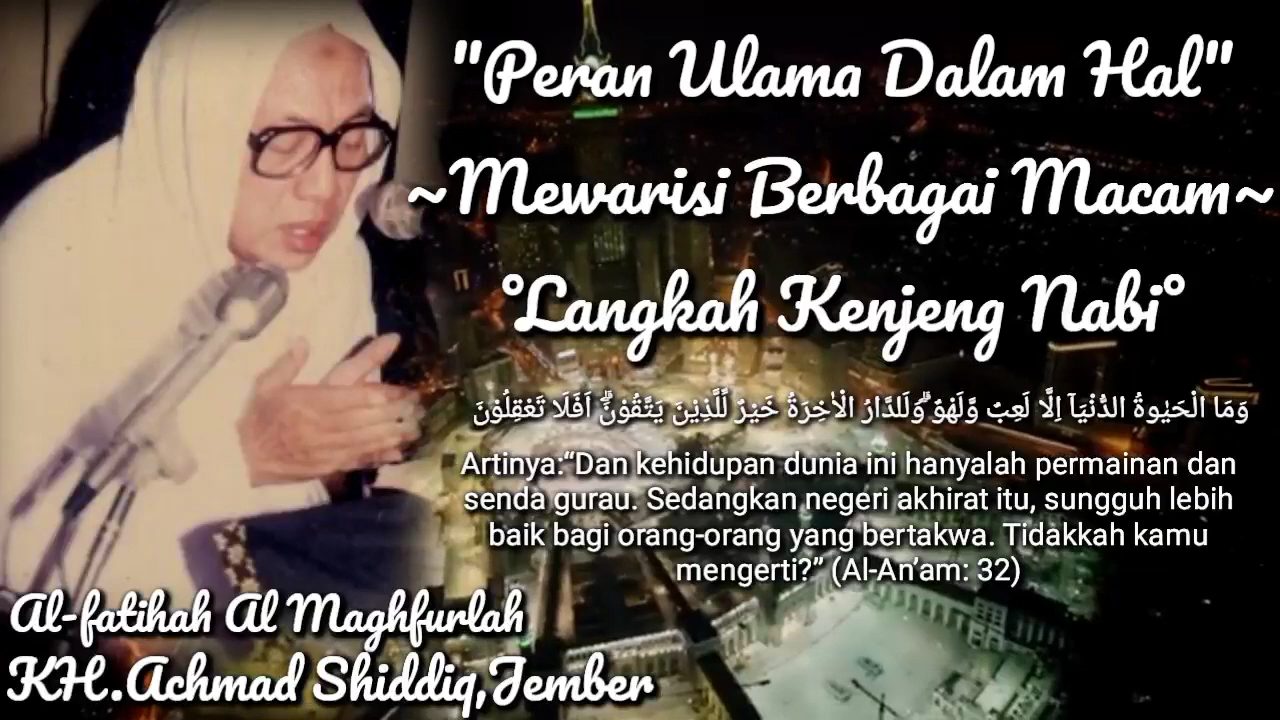 "Peran Ulama Dalam Hal"
~Mewarisi Berbagai Macam~
°Langkah Kenjeng Nabi°
وَمَا الْحَيٰوةُ الدُّنْيَآ اِلَّا لَعِبٌ وَّلَهْوٌ ۗوَلَلدَّارُ الْاٰخِرَةُ خَيْرٌ لِّلَّذِيْنَ يَتَّقُوْنَۗ اَفَلَا تَعْقِلُوْنَ
Artinya:“Dan kehidupan dunia ini hanyalah permainan dan
senda gurau. Sedangkan negeri akhirat itu, sungguh lebih
baik bagi orang-orang yang bertakwa. Tidakkah kamu
mengerti?” (Al-An’am: 32)
Al-fatihah Al Maghfurlah
KH.Achmad Shiddiq,Jember